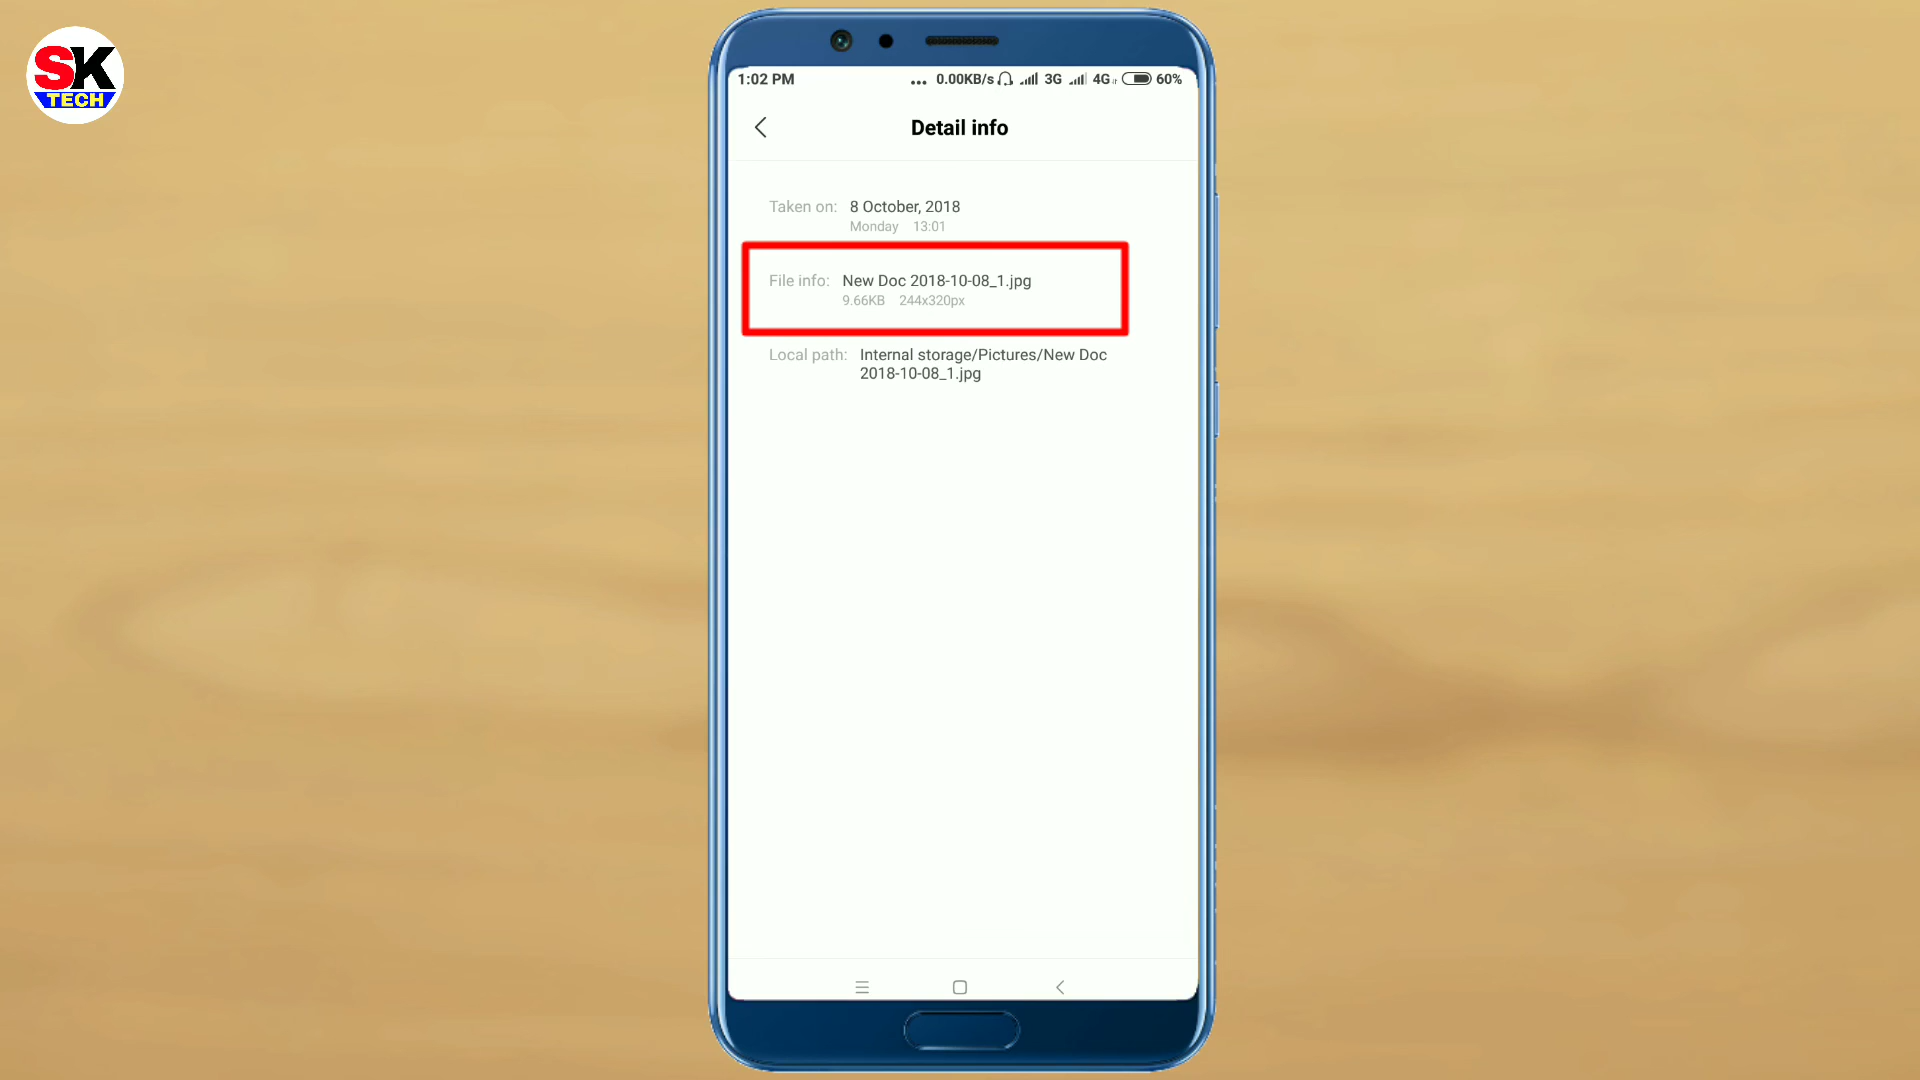 SK
TECH
1:02 PM ... 0.00KB/s 3G 4G 60%
Detail info
Taken on: 8 October, 2018
Monday 13:01
File info: New Doc 2018-10-08_1.jpg
9.66KB 244x320px
Local path: Internal storage/Pictures/New Doc
2018-10-08_1.jpg